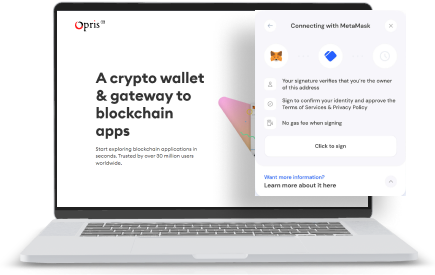 Opris
A crypto wallet
& gateway to
blockchain
apps
Start exploring blockchain applications in
seconds. Trusted by over 30 million users
worldwide.
Connecting with MetaMask
Your signature verifies that you're the owner
of this address
Sign to confirm your identity and approve the
Terms of Services & Privacy Policy
No gas fee when signing
Click to sign
Want more information?
Learn more about it here